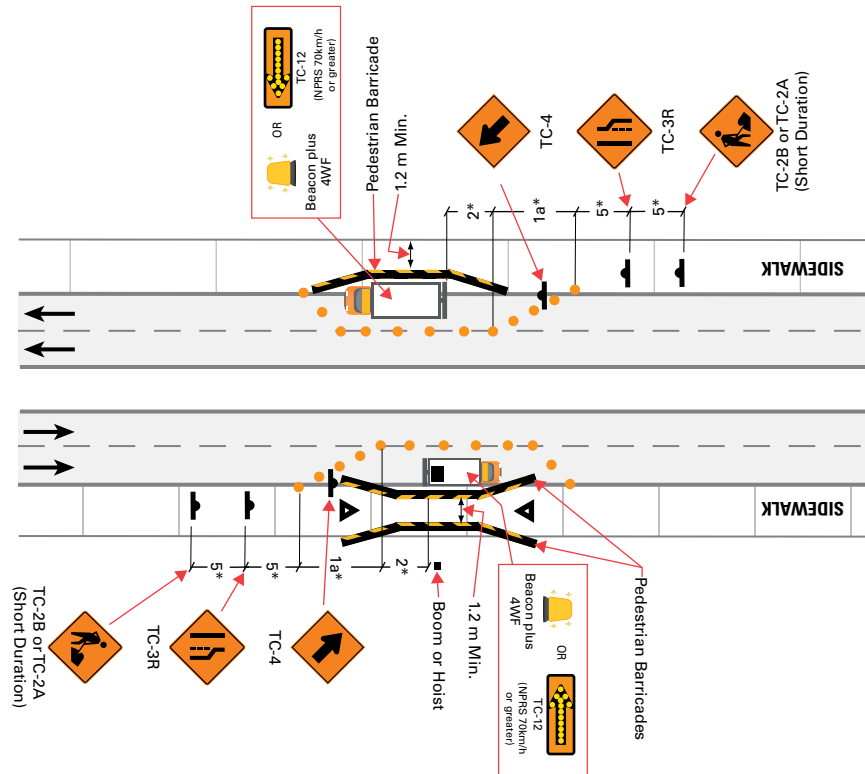 TC-12
(NPRS 70km/h
or greater)
OR
Beacon plus
4WF
Pedestrian Barricade
1.2 m Min.
TC-4
TC-3R
TC-2B or TC-2A
(Short Duration)
2*
1a*
5*
5*
SIDEWALK
SIDEWALK
TC-2B or TC-2A
(Short Duration)
TC-3R
TC-4
5*
5*
1a*
2*
Boom or Hoist
1.2 m Min.
Pedestrian Barricades
Beacon plus
4WF
OR
TC-12
(NPRS 70km/h
or greater)